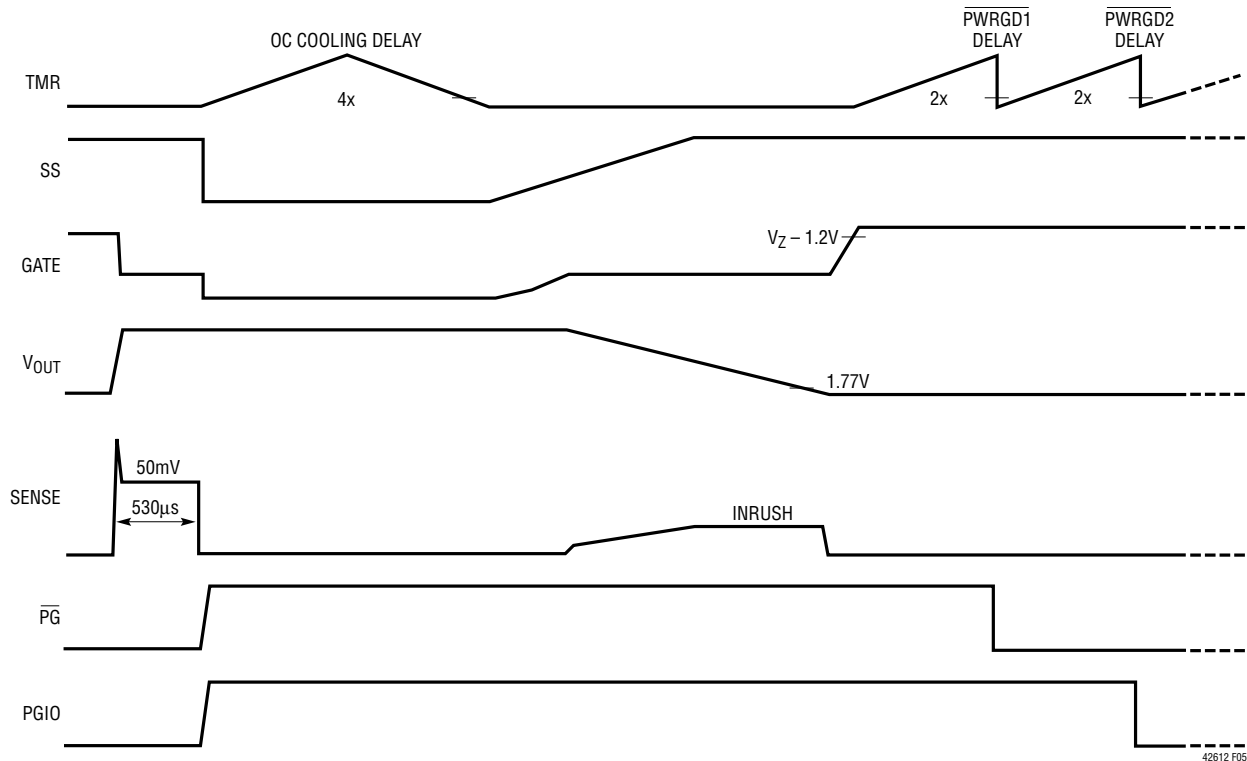 PWRGD1
DELAY
PWRGD2
DELAY
OC COOLING DELAY
TMR
4x
2x
2x
SS
VZ – 1.2V
GATE
VOUT
1.77V
50mV
SENSE
530µs
INRUSH
PG
PGIO
42612 F05